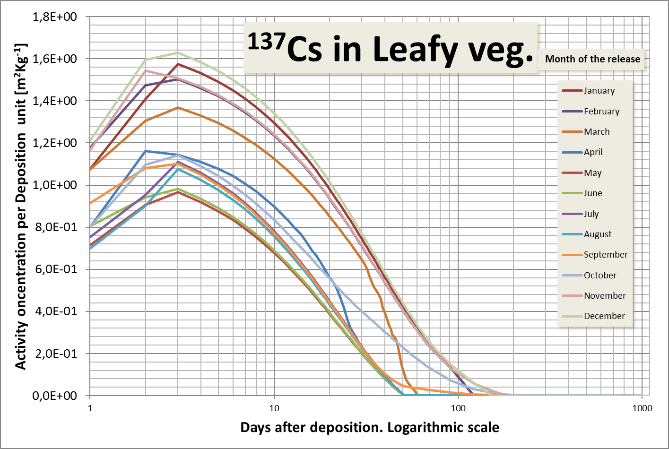 ¹³⁷Cs in Leafy veg.
Month of the release
January
February
March
April
May
June
July
August
September
October
November
December
Activity oncentration per Deposition unit [m²Kg⁻¹]
1,8E+00
1,6E+00
1,4E+00
1,2E+00
1,0E+00
8,0E-01
6,0E-01
4,0E-01
2,0E-01
0,0E+00
1 10 100 1000
Days after deposition. Logarithmic scale